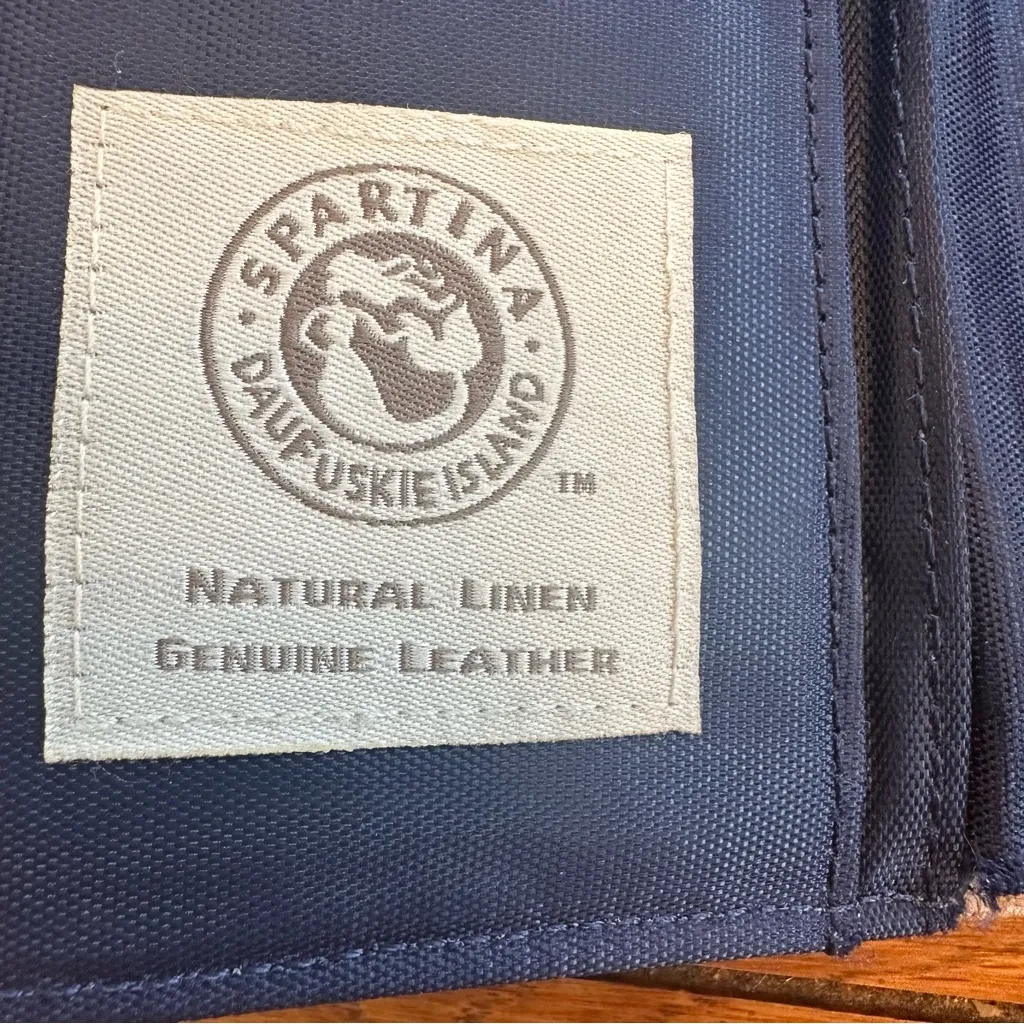 SPARTINA
DAUFUSKIE ISLAND
TM
NATURAL LINEN
GENUINE LEATHER